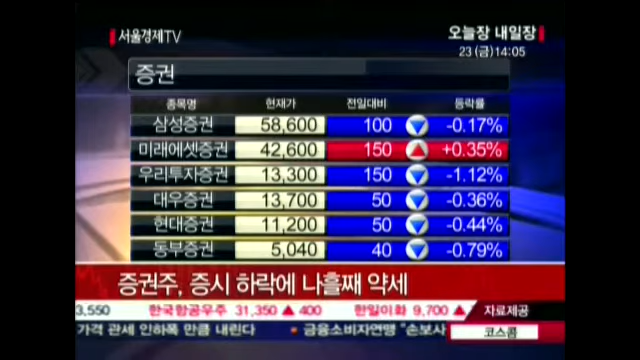 서울경제TV
오늘장 내일장
23 (금)14:05
증권
종목명 현재가 전일대비 등락률
삼성증권 58,600 100 ▼ -0.17%
미래에셋증권 42,600 150 ▲ +0.35%
우리투자증권 13,300 150 ▼ -1.12%
대우증권 13,700 50 ▼ -0.36%
현대증권 11,200 50 ▼ -0.44%
동부증권 5,040 40 ▼ -0.79%
증권주, 증시 하락에 나흘째 약세
3,550 한국항공우주 31,350 ▲ 400 한일이화 9,700 ▲ 자료제공
가격 관세 인하폭 만큼 내린다 금융소비자연맹 "손보사 코스콤